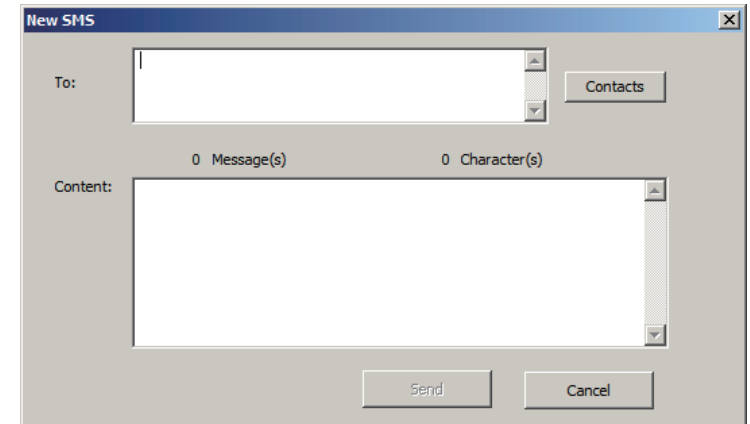 New SMS
To:
Contacts
0 Message(s) 0 Character(s)
Content:
Send Cancel